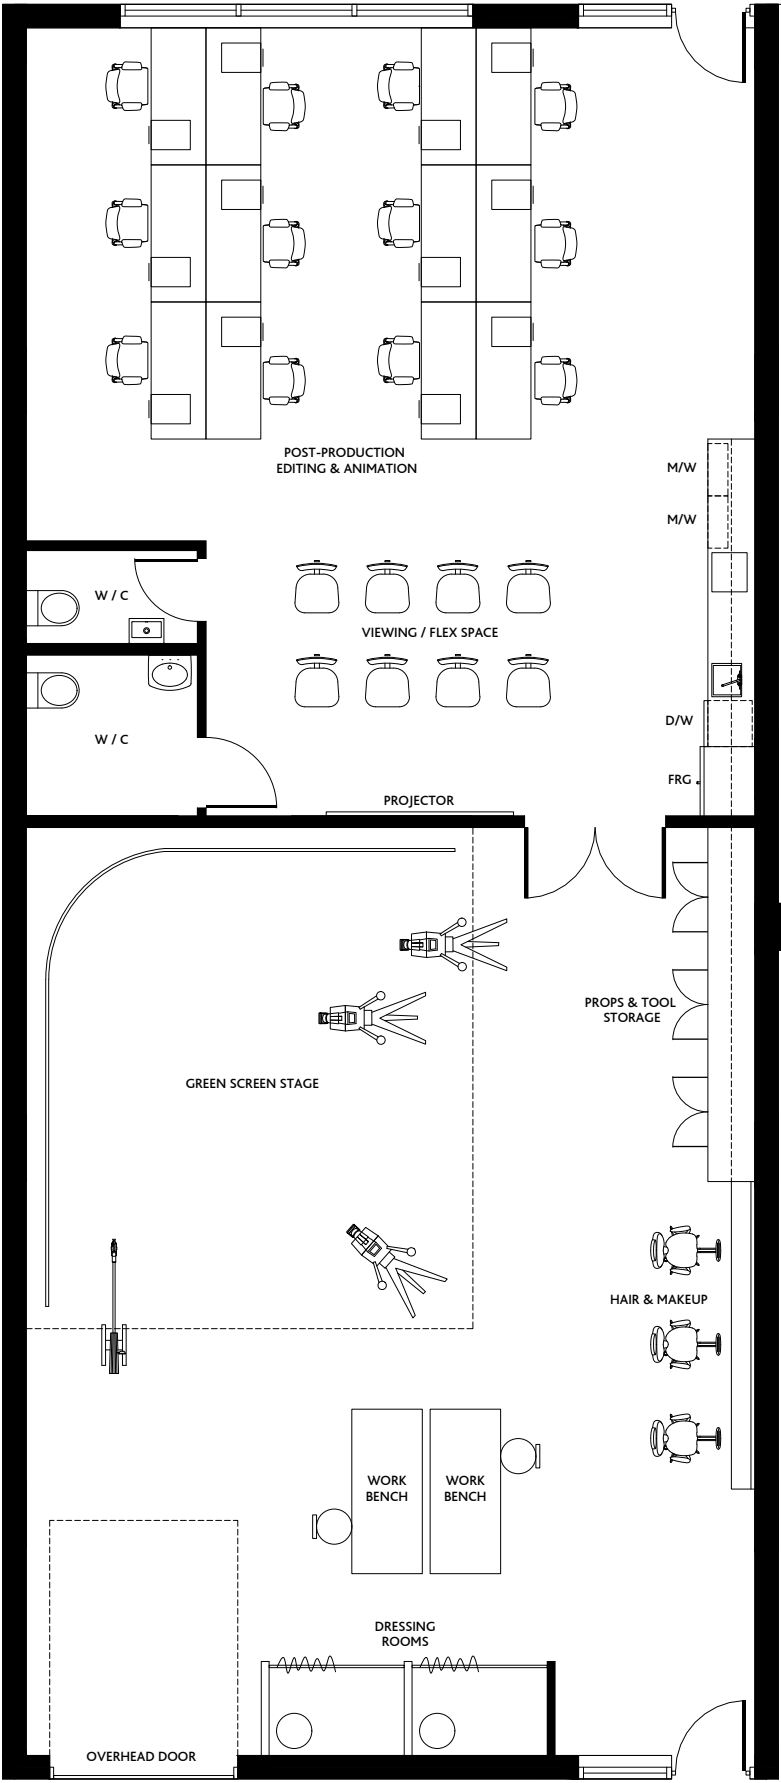 POST-PRODUCTION
EDITING & ANIMATION
M/W
M/W
W / C
VIEWING / FLEX SPACE
D/W
W / C
FRG
PROJECTOR
PROPS & TOOL
STORAGE
GREEN SCREEN STAGE
HAIR & MAKEUP
WORK
BENCH
WORK
BENCH
DRESSING
ROOMS
OVERHEAD DOOR